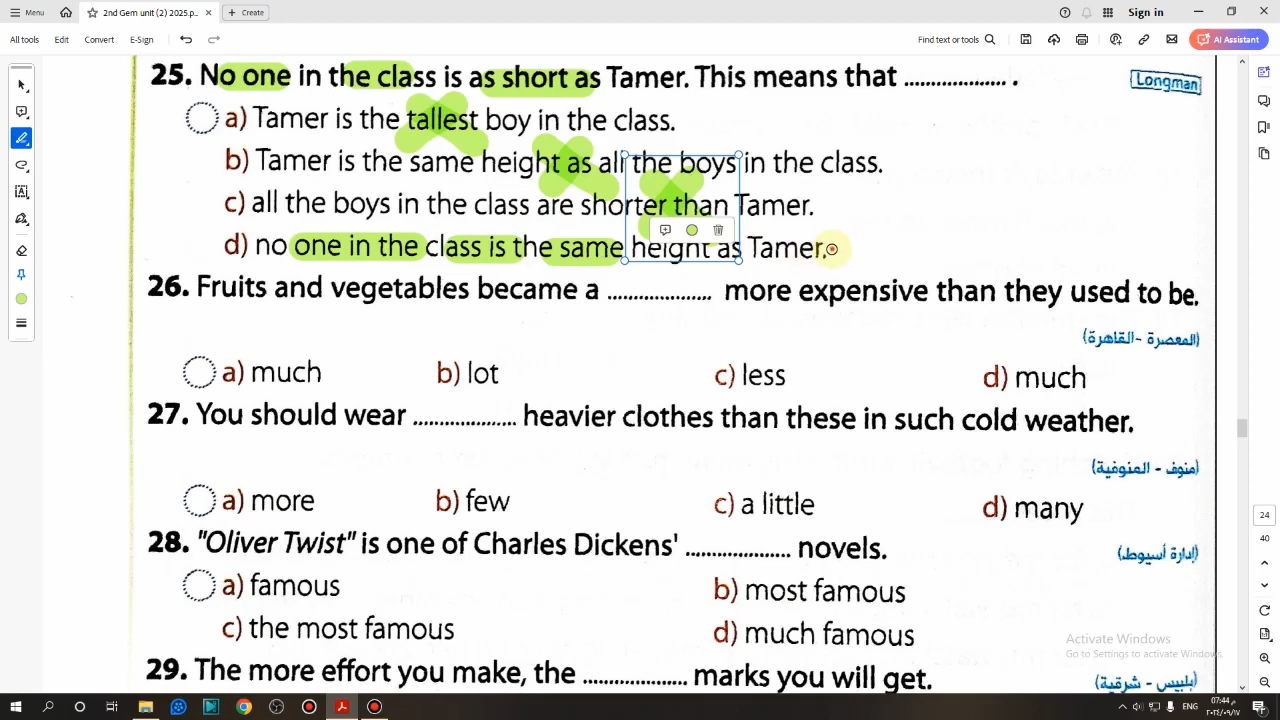 Menu
2nd Gem unit (2) 2025.p...
Create
Sign in
All tools
Edit
Convert
E-Sign
Find text or tools
AI Assistant
25. No one in the class is as short as Tamer. This means that .................. .
Longman
a) Tamer is the tallest boy in the class.
b) Tamer is the same height as all the boys in the class.
c) all the boys in the class are shorter than Tamer.
d) no one in the class is the same height as Tamer.
26. Fruits and vegetables became a .................... more expensive than they used to be.
(المعصرة - القاهرة)
a) much
b) lot
c) less
d) much
27. You should wear .................... heavier clothes than these in such cold weather.
(منوف - المنوفية)
a) more
b) few
c) a little
d) many
28. "Oliver Twist" is one of Charles Dickens' .................... novels.
(إدارة أسيوط)
a) famous
b) most famous
c) the most famous
d) much famous
29. The more effort you make, the .................... marks you will get.
(بلبيس - شرقية)
24
40
Activate Windows
Go to Settings to activate Windows.
ENG
07:44 م